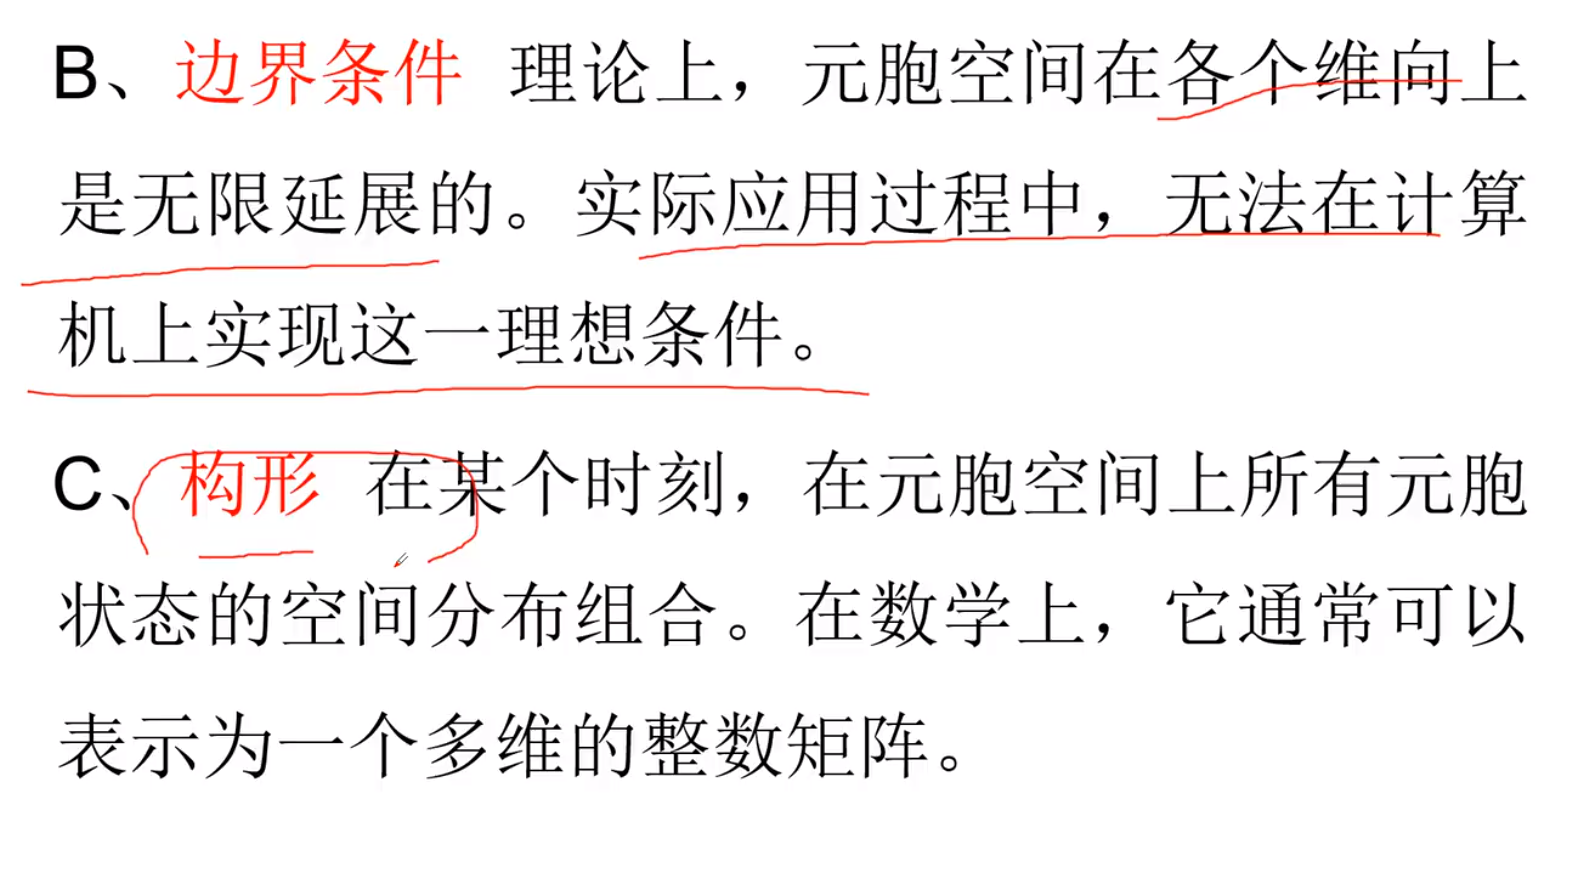 B、边界条件 理论上，元胞空间在各个维向上
是无限延展的。实际应用过程中，无法在计算
机上实现这一理想条件。
C、构形 在某个时刻，在元胞空间上所有元胞
状态的空间分布组合。在数学上，它通常可以
表示为一个多维的整数矩阵。